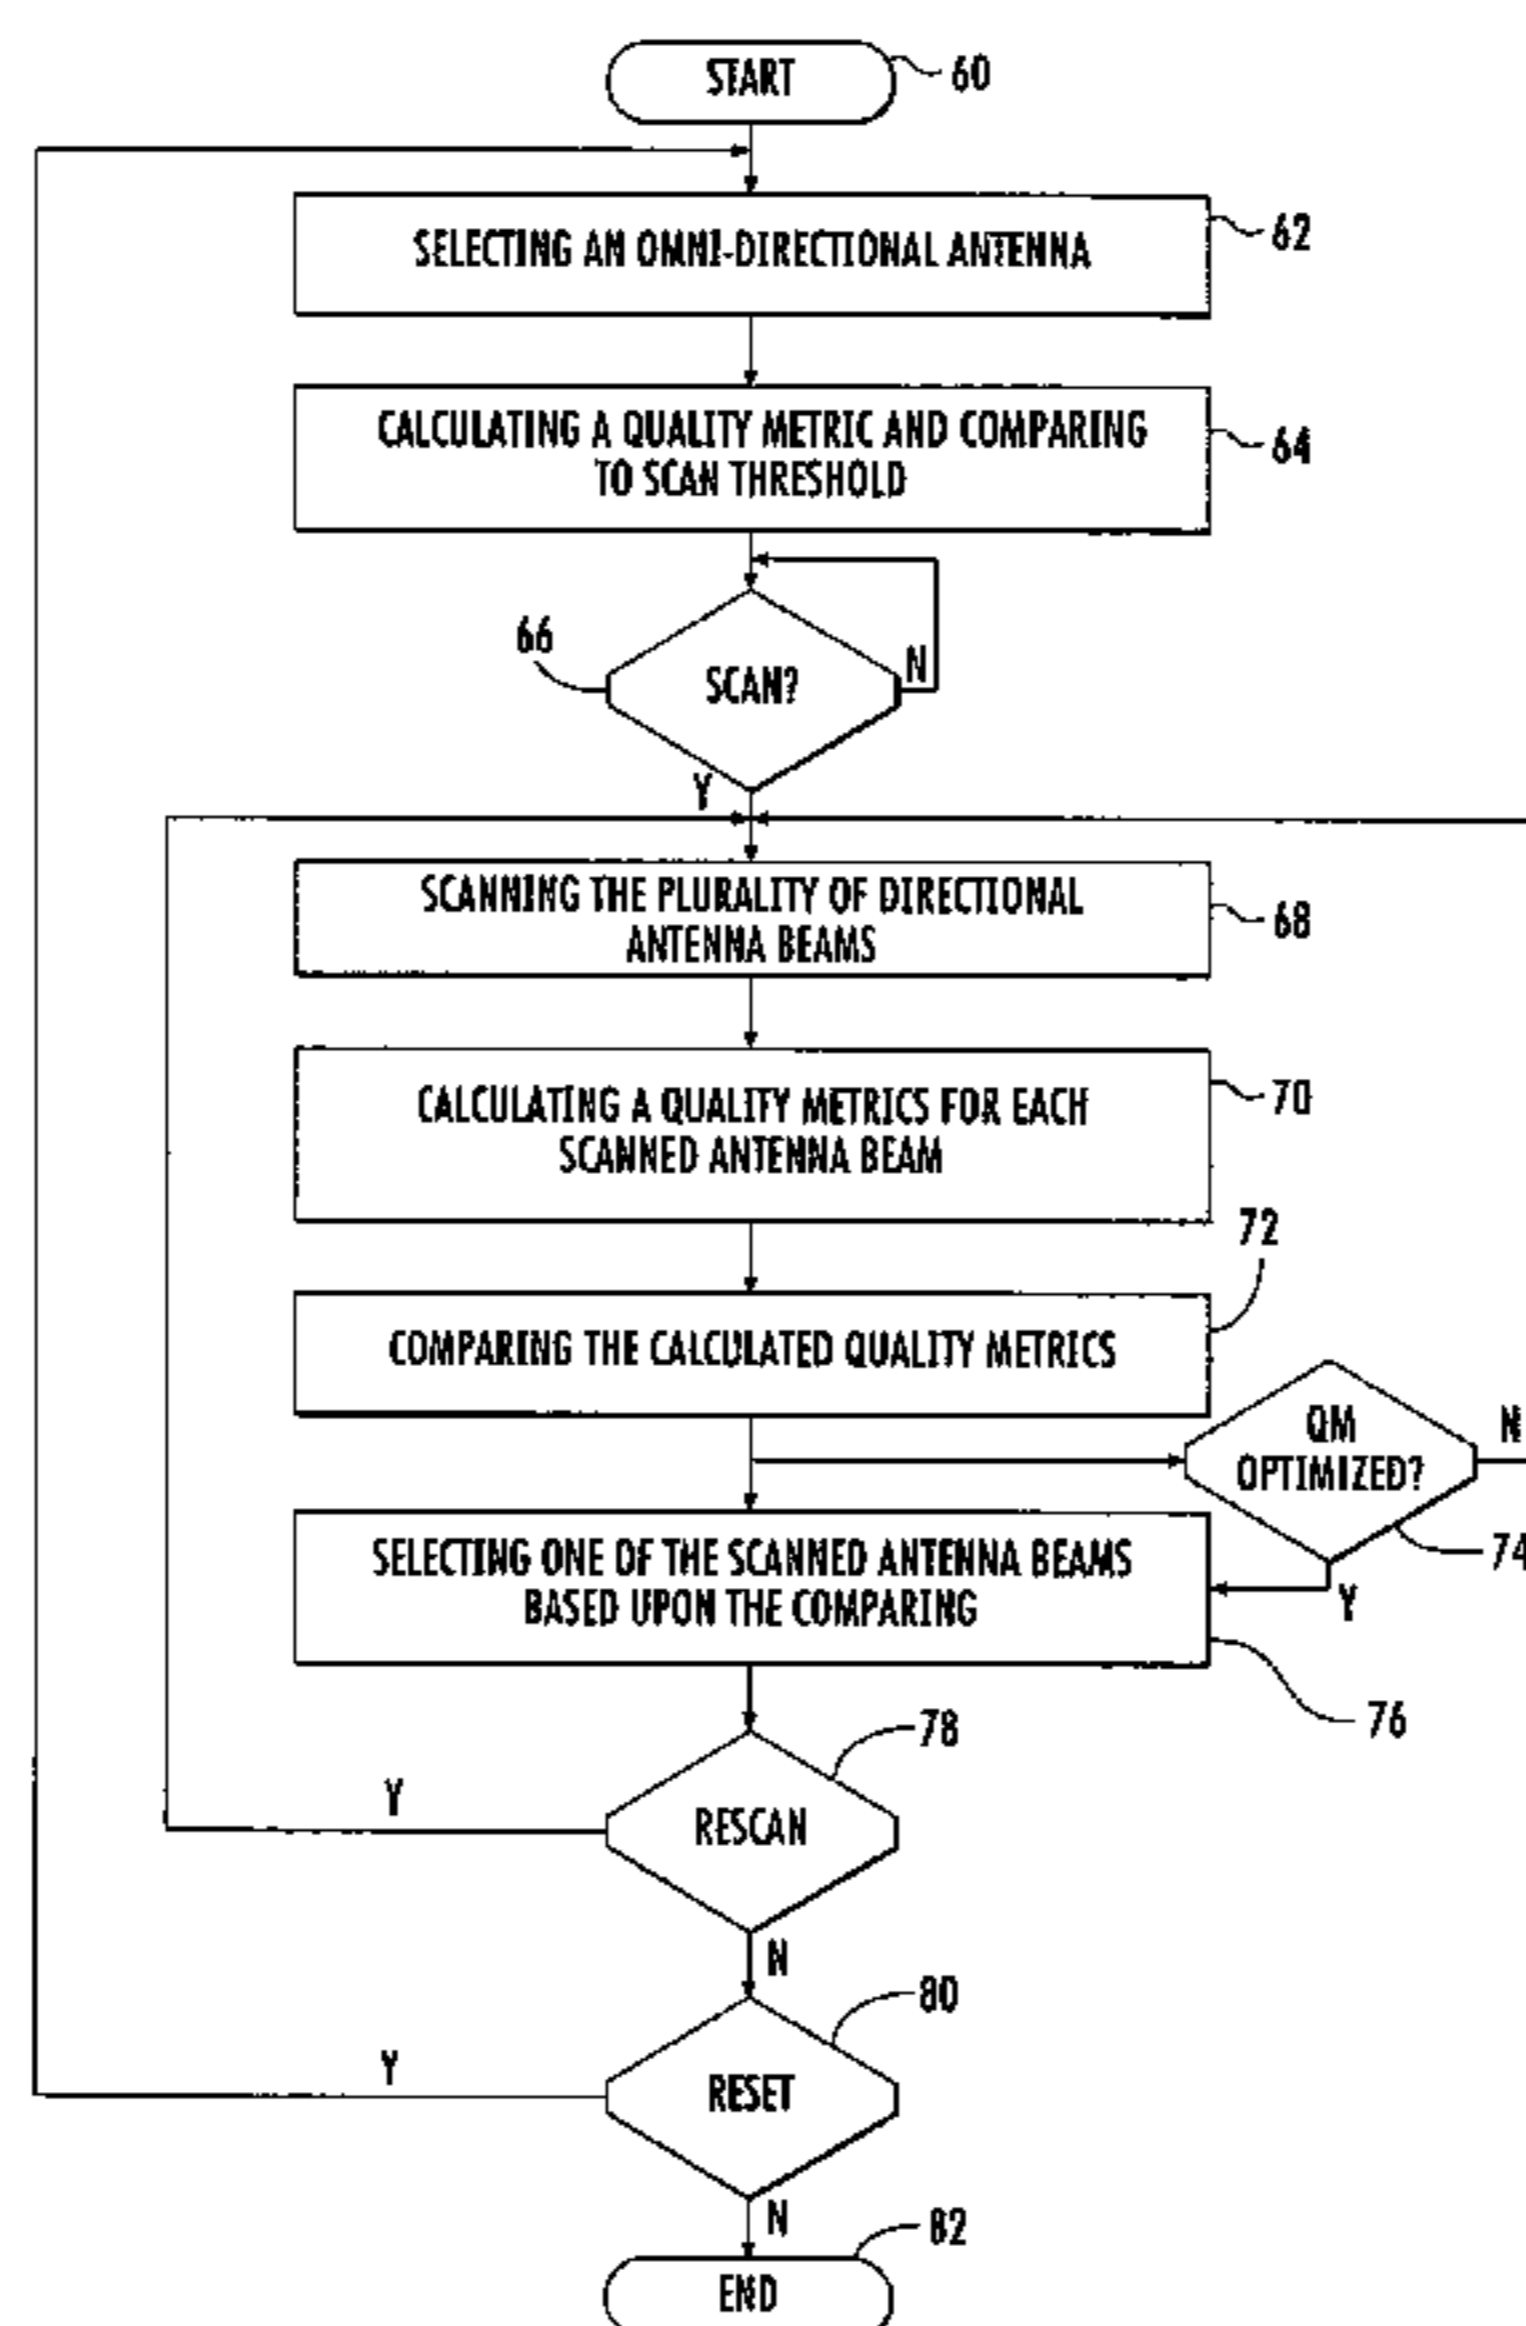 START
60
SELECTING AN OMNI-DIRECTIONAL ANTENNA
62
CALCULATING A QUALITY METRIC AND COMPARING
TO SCAN THRESHOLD
64
66
SCAN?
N
Y
SCANNING THE PLURALITY OF DIRECTIONAL
ANTENNA BEAMS
68
CALCULATING A QUALITY METRICS FOR EACH
SCANNED ANTENNA BEAM
70
72
COMPARING THE CALCULATED QUALITY METRICS
QM
OPTIMIZED?
N
74
Y
SELECTING ONE OF THE SCANNED ANTENNA BEAMS
BASED UPON THE COMPARING
76
78
RESCAN
Y
N
80
RESET
Y
N
82
END